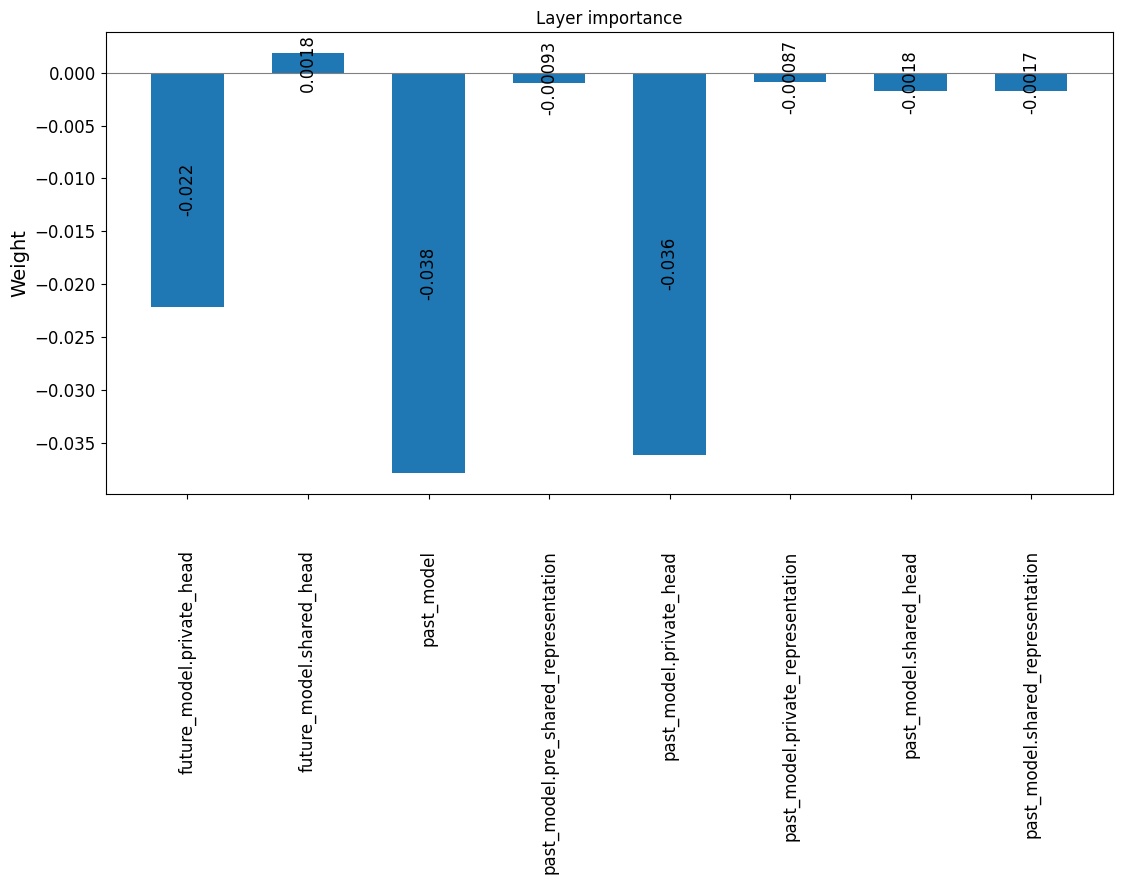 Layer importance
Weight
0.000
−0.005
−0.010
−0.015
−0.020
−0.025
−0.030
−0.035
-0.022
0.0018
-0.038
-0.00093
-0.036
-0.00087
-0.0018
-0.0017
future_model.private_head
future_model.shared_head
past_model
past_model.pre_shared_representation
past_model.private_head
past_model.private_representation
past_model.shared_head
past_model.shared_representation